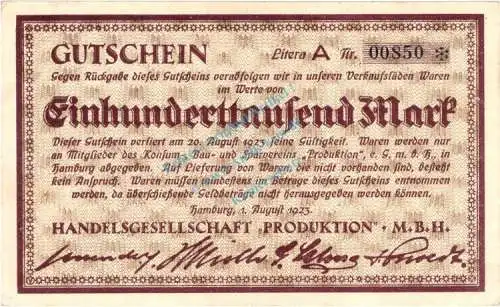 GUTSCHEIN Litera A Nr. 00850 ※
Gegen Rückgabe dieses Gutscheins verabfolgen wir in unseren Verkaufsläden Waren
im Werte von
Einhunderttausend Mark
Dieser Gutschein verliert am 20. August 1923 seine Gültigkeit. Waren werden nur
an Mitglieder des Konsum- Bau- und Sparvereins "Produktion", e. G. m. b. H., in
Hamburg abgegeben. Auf Lieferung von Waren die nicht vorhanden sind, besteht
kein Anspruch. Waren müssen mindestens im Betrage dieses Gutscheins entnommen
werden, da überschießende Geldbeträge nicht herausgegeben werden können.
Hamburg, 1. August 1923.
HANDELSGESELLSCHAFT "PRODUKTION" M.B.H.